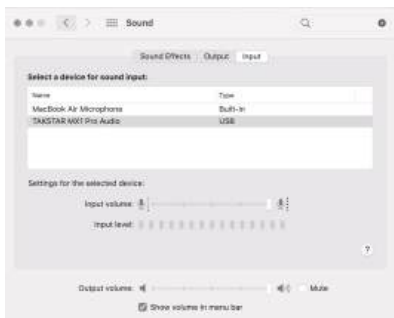 Sound
Sound Effects Output Input
Select a device for sound input:
Name Type
MacBook Air Microphone Built-in
TAKSTAR MX1 Pro Audio USB
Settings for the selected device:
Input volume:
Input level:
?
Output volume: Mute
Show volume in menu bar